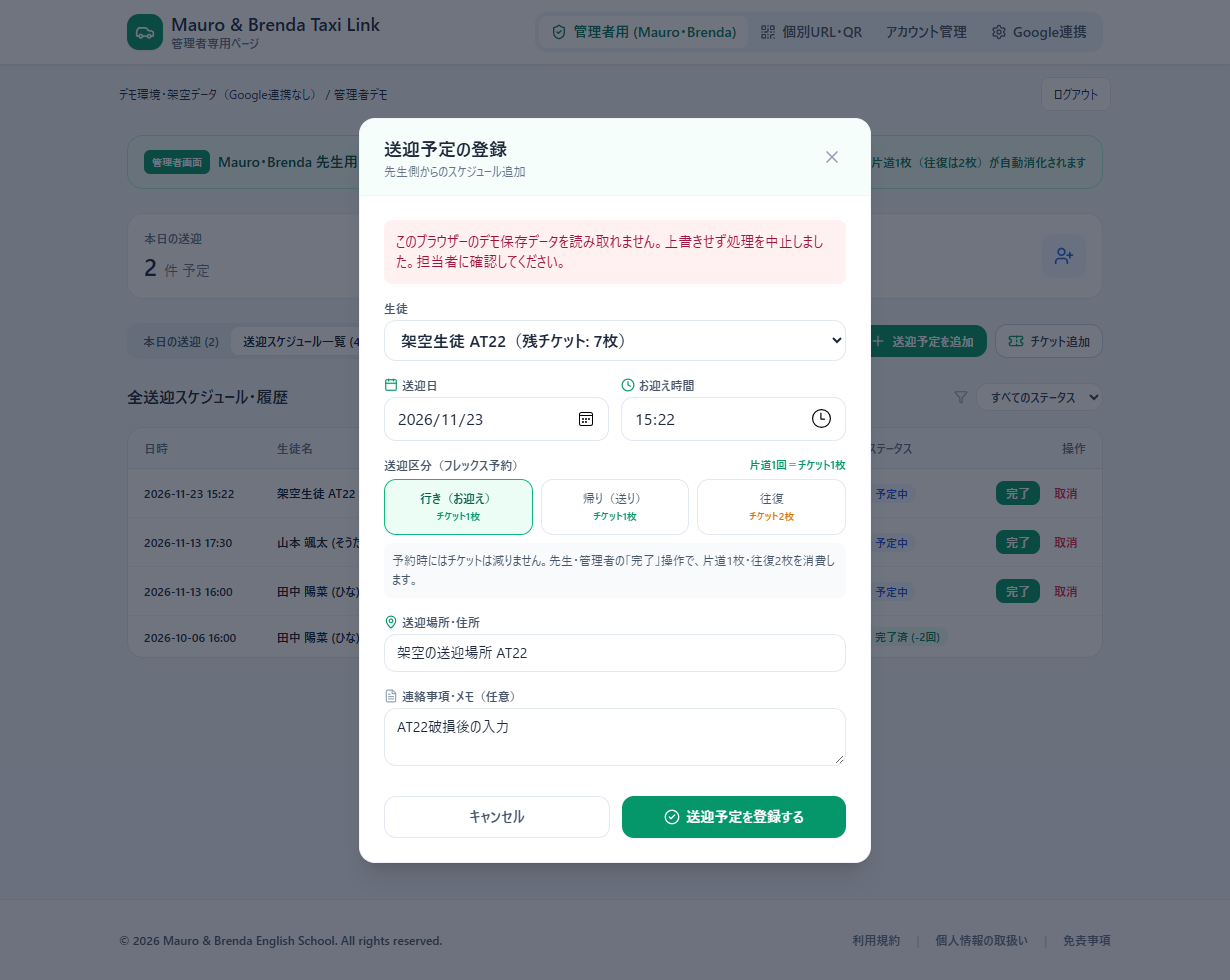 Mauro & Brenda Taxi Link
管理者専用ページ
管理者用 (Mauro・Brenda)
個別URL・QR
アカウント管理
Google連携
デモ環境・架空データ（Google連携なし） / 管理者デモ
ログアウト
管理者画面
Mauro・Brenda 先生用
片道1枚（往復は2枚）が自動消化されます
本日の送迎
2 件 予定
本日の送迎 (2)
送迎スケジュール一覧 (4
送迎予定を追加
チケット追加
全送迎スケジュール・履歴
すべてのステータス
日時
生徒名
ステータス
操作
2026-11-23 15:22
架空生徒 AT22
予定中
完了
取消
2026-11-13 17:30
山本 颯太 (そうた
予定中
完了
取消
2026-11-13 16:00
田中 陽菜 (ひな)
予定中
完了
取消
2026-10-06 16:00
田中 陽菜 (ひな)
完了済 (-2回)
送迎予定の登録
先生側からのスケジュール追加
このブラウザーのデモ保存データを読み取れません。上書きせず処理を中止しまし
た。担当者に確認してください。
生徒
架空生徒 AT22（残チケット: 7枚）
送迎日
お迎え時間
2026/11/23
15:22
送迎区分（フレックス予約）
片道1回＝チケット1枚
行き（お迎え）
チケット1枚
帰り（送り）
チケット1枚
往復
チケット2枚
予約時にはチケットは減りません。先生・管理者の「完了」操作で、片道1枚・往復2枚を消費し
ます。
送迎場所・住所
架空の送迎場所 AT22
連絡事項・メモ（任意）
AT22破損後の入力
キャンセル
送迎予定を登録する
© 2026 Mauro & Brenda English School. All rights reserved.
利用規約 | 個人情報の取扱い | 免責事項